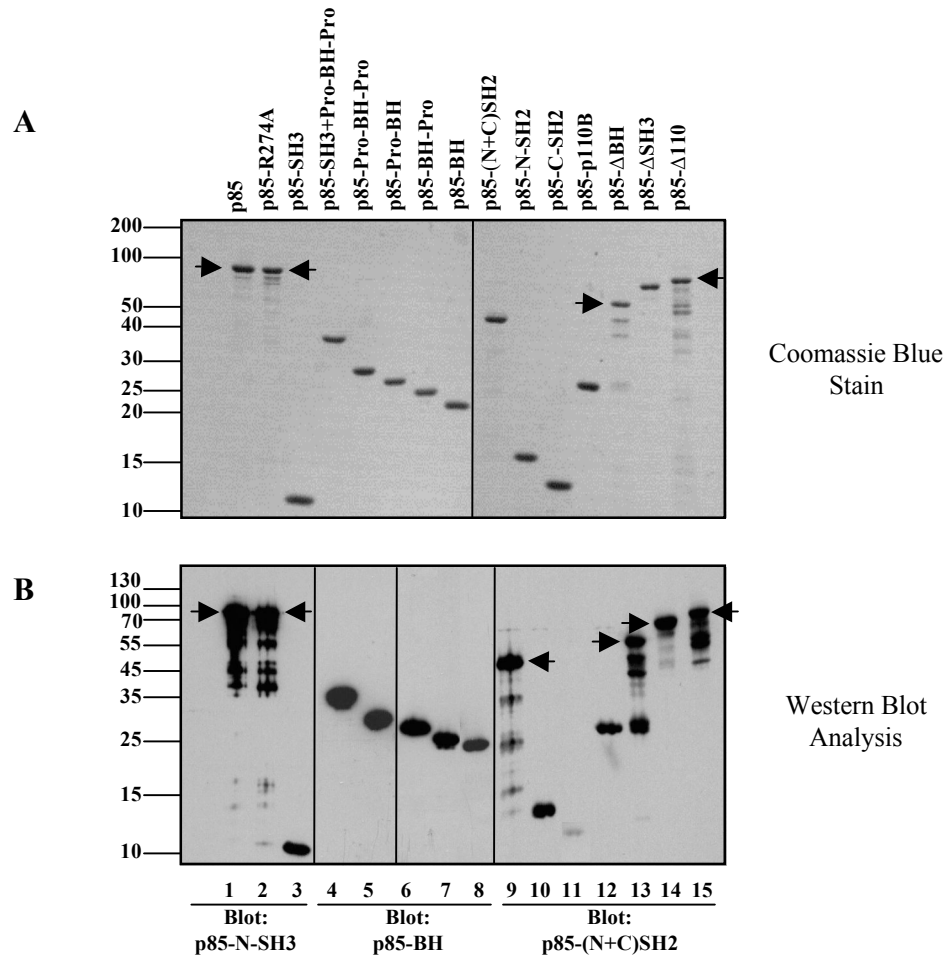 A
p85
p85-R274A
p85-SH3
p85-SH3+Pro-BH-Pro
p85-Pro-BH-Pro
p85-Pro-BH
p85-BH-Pro
p85-BH
p85-(N+C)SH2
p85-N-SH2
p85-C-SH2
p85-p110B
p85-ΔBH
p85-ΔSH3
p85-Δ110
200
100
50
40
30
25
20
15
10
Coomassie Blue
Stain
B
130
100
70
55
45
35
25
15
10
Western Blot
Analysis
1 2 3 4 5 6 7 8 9 10 11 12 13 14 15
Blot:
p85-N-SH3
Blot:
p85-BH
Blot:
p85-(N+C)SH2